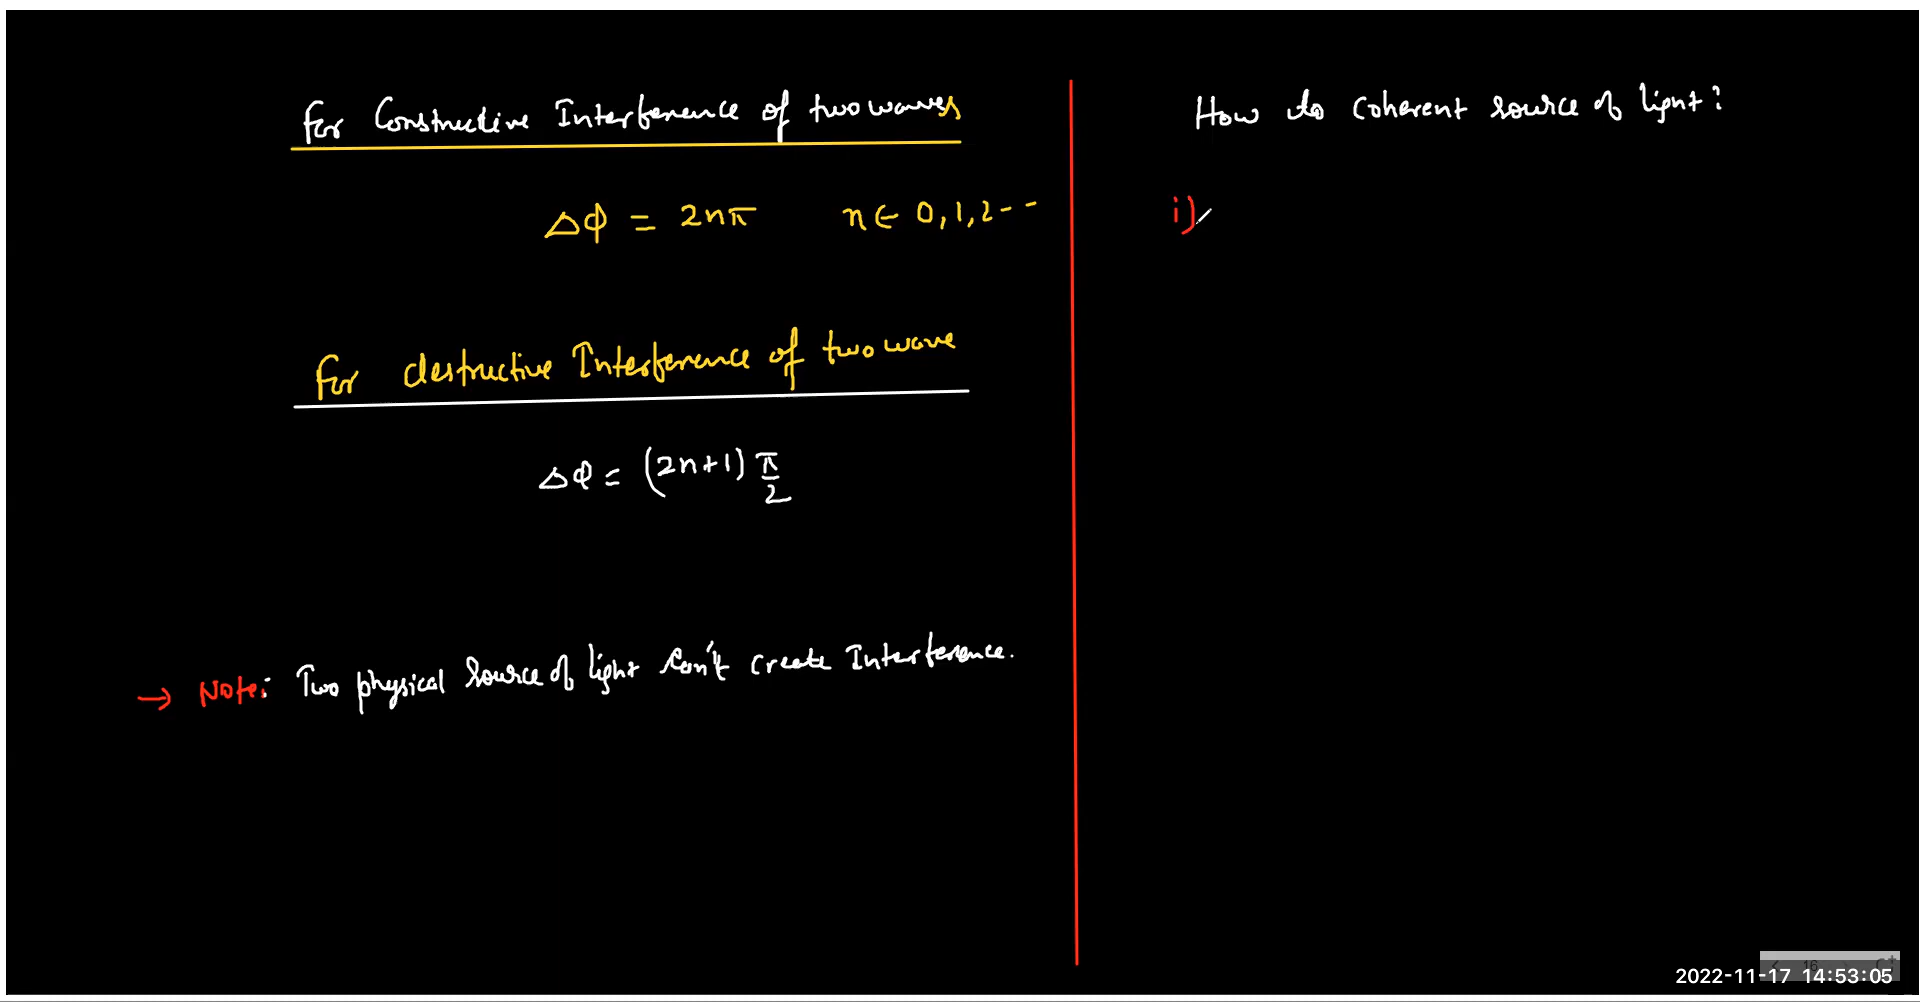 For Constructive Interference of two waves
Δφ = 2nπ n ∈ 0,1,2--
For destructive Interference of two wave
Δφ = (2n+1) π/2
→ Note: Two physical source of light can't create Interference.
How to coherent source of light?
i)
16
2022-11-17 14:53:05